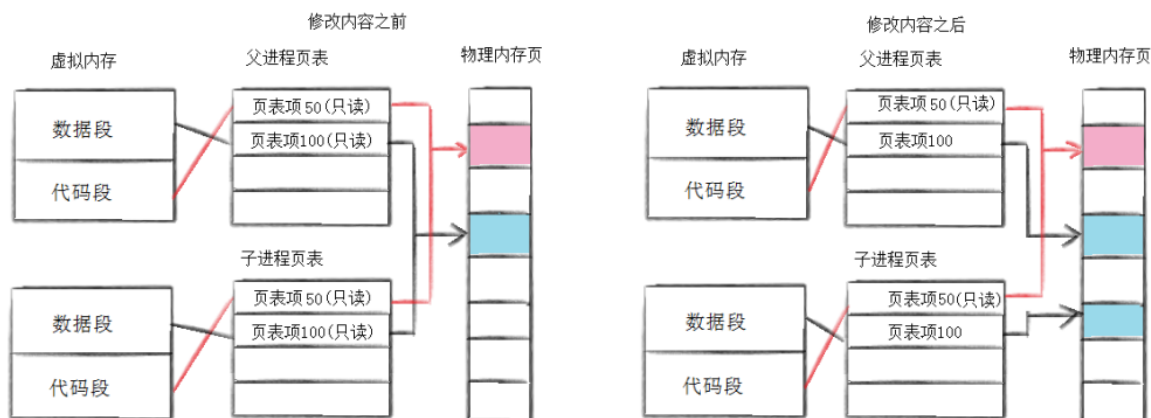 修改内容之前
虚拟内存
父进程页表
物理内存页
页表项50(只读)
数据段
页表项100(只读)
代码段
子进程页表
页表项50(只读)
数据段
页表项100(只读)
代码段
修改内容之后
虚拟内存
父进程页表
物理内存页
页表项50(只读)
数据段
页表项100
代码段
子进程页表
页表项50(只读)
数据段
页表项100
代码段